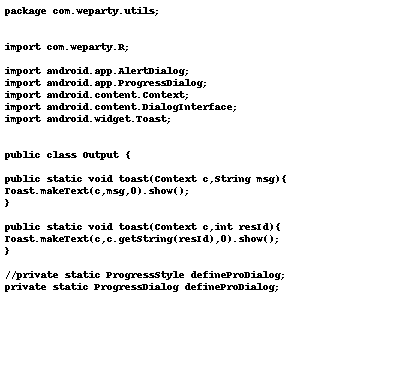 package com.weparty.utils;
import com.weparty.R;
import android.app.AlertDialog;
import android.app.ProgressDialog;
import android.content.Context;
import android.content.DialogInterface;
import android.widget.Toast;
public class Output {
public static void toast(Context c,String msg){
Toast.makeText(c,msg,0).show();
}
public static void toast(Context c,int resId){
Toast.makeText(c,c.getString(resId),0).show();
}
//private static ProgressStyle defineProDialog;
private static ProgressDialog defineProDialog;